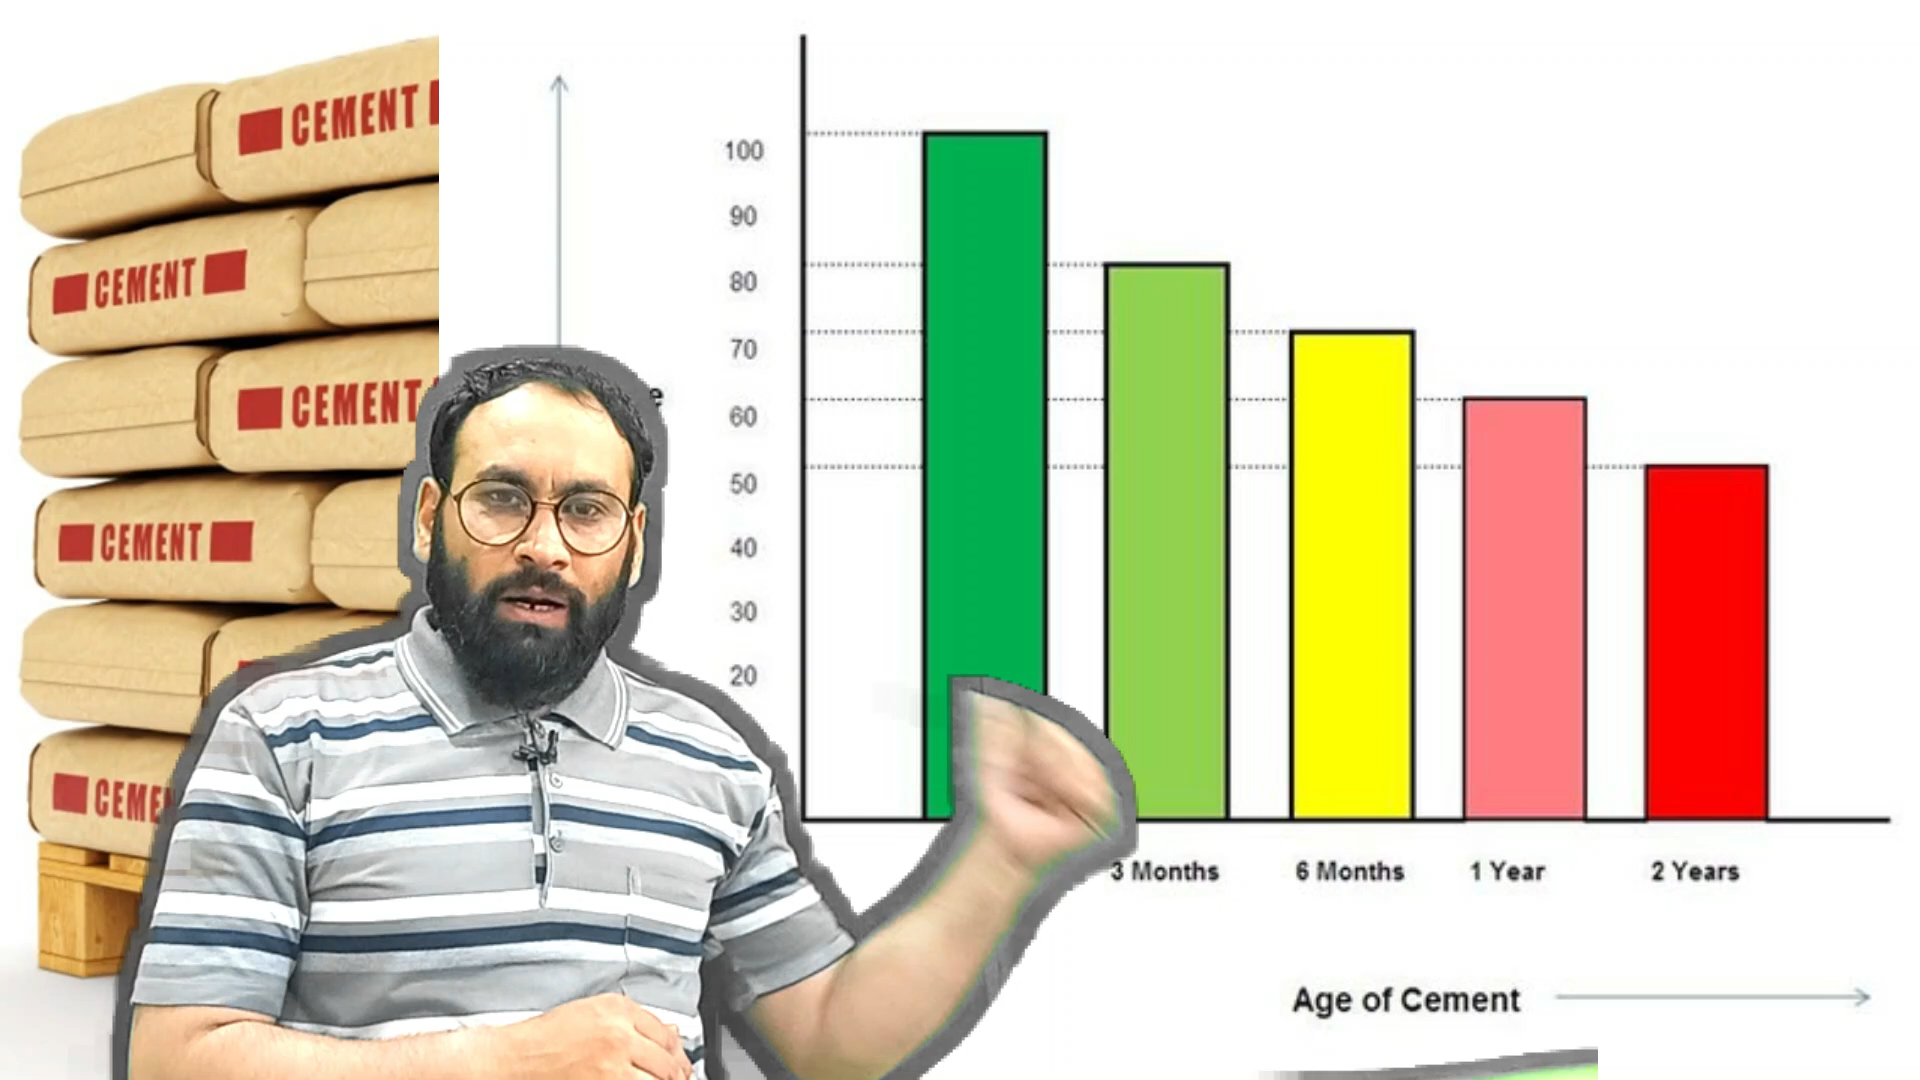 CEMENT
CEMENT
CEMENT
CEMENT
100
90
80
70
60
50
40
30
20
3 Months
6 Months
1 Year
2 Years
Age of Cement